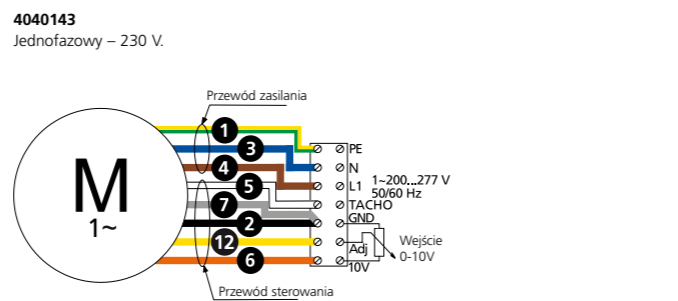 4040143
Jednofazowy – 230 V.
Przewód zasilania
1
PE
3
N
4
L1
1~200...277 V
50/60 Hz
5
TACHO
7
GND
M
1~
2
12
Adj
Wejście
0-10V
6
10V
Przewód sterowania